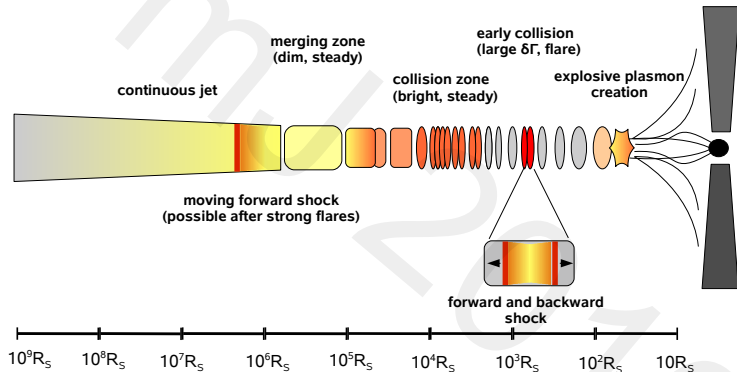 early collision
(large δΓ, flare)
merging zone
(dim, steady)
explosive plasmon
creation
collision zone
(bright, steady)
continuous jet
moving forward shock
(possible after strong flares)
forward and backward
shock
10⁹R_S 10⁸R_S 10⁷R_S 10⁶R_S 10⁵R_S 10⁴R_S 10³R_S 10²R_S 10R_S